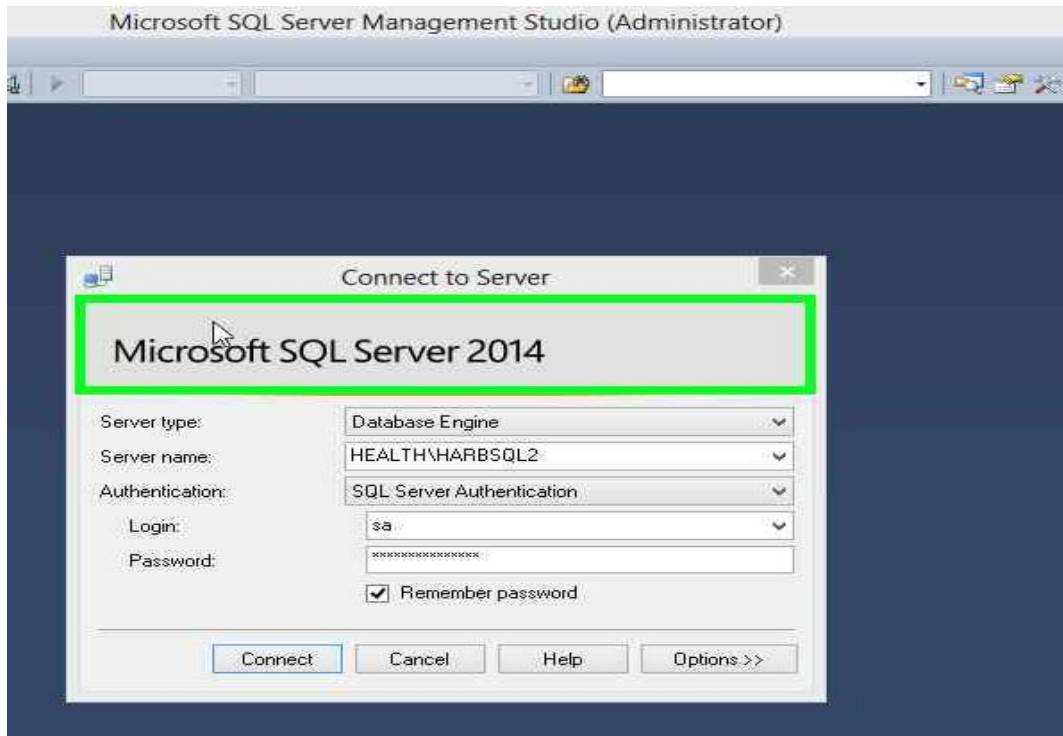 Microsoft SQL Server Management Studio (Administrator)
Connect to Server
Microsoft SQL Server 2014
Server type: Database Engine
Server name: HEALTH\HARBSQL2
Authentication: SQL Server Authentication
Login: sa
Password: ***************
Remember password
Connect Cancel Help Options >>